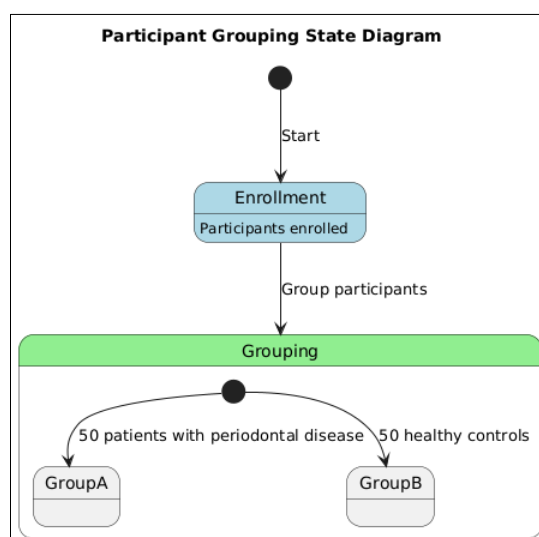 Participant Grouping State Diagram
Start
Enrollment
Participants enrolled
Group participants
Grouping
50 patients with periodontal disease
50 healthy controls
GroupA
GroupB